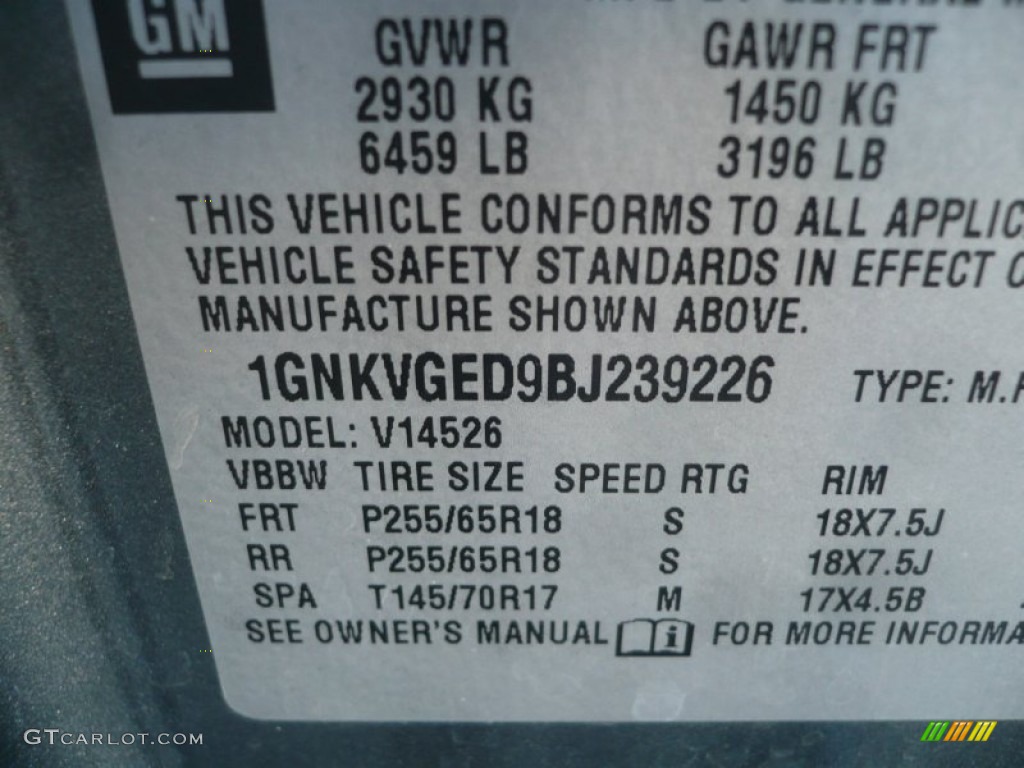 GM
GVWR GAWR FRT
2930 KG 1450 KG
6459 LB 3196 LB
THIS VEHICLE CONFORMS TO ALL APPLIC
VEHICLE SAFETY STANDARDS IN EFFECT O
MANUFACTURE SHOWN ABOVE.
1GNKVGED9BJ239226 TYPE: M.P
MODEL: V14526
VBBW TIRE SIZE SPEED RTG RIM
FRT P255/65R18 S 18X7.5J
RR P255/65R18 S 18X7.5J
SPA T145/70R17 M 17X4.5B
SEE OWNER'S MANUAL i FOR MORE INFORMA
GTCARLOT.COM